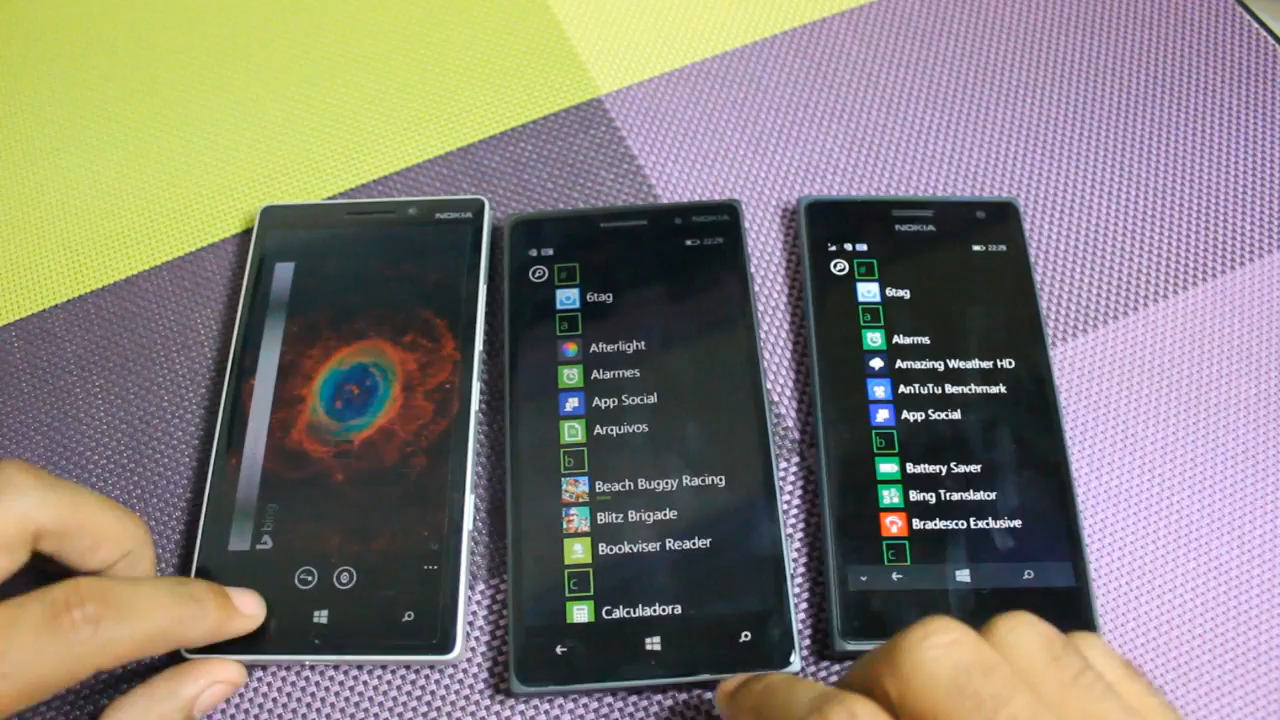 NOKIA
bing
NOKIA
22:29
#
6tag
a
Afterlight
Alarmes
App Social
Arquivos
b
Beach Buggy Racing
Blitz Brigade
Bookviser Reader
c
Calculadora
NOKIA
22:29
#
6tag
a
Alarms
Amazing Weather HD
AnTuTu Benchmark
App Social
b
Battery Saver
Bing Translator
Bradesco Exclusive
c